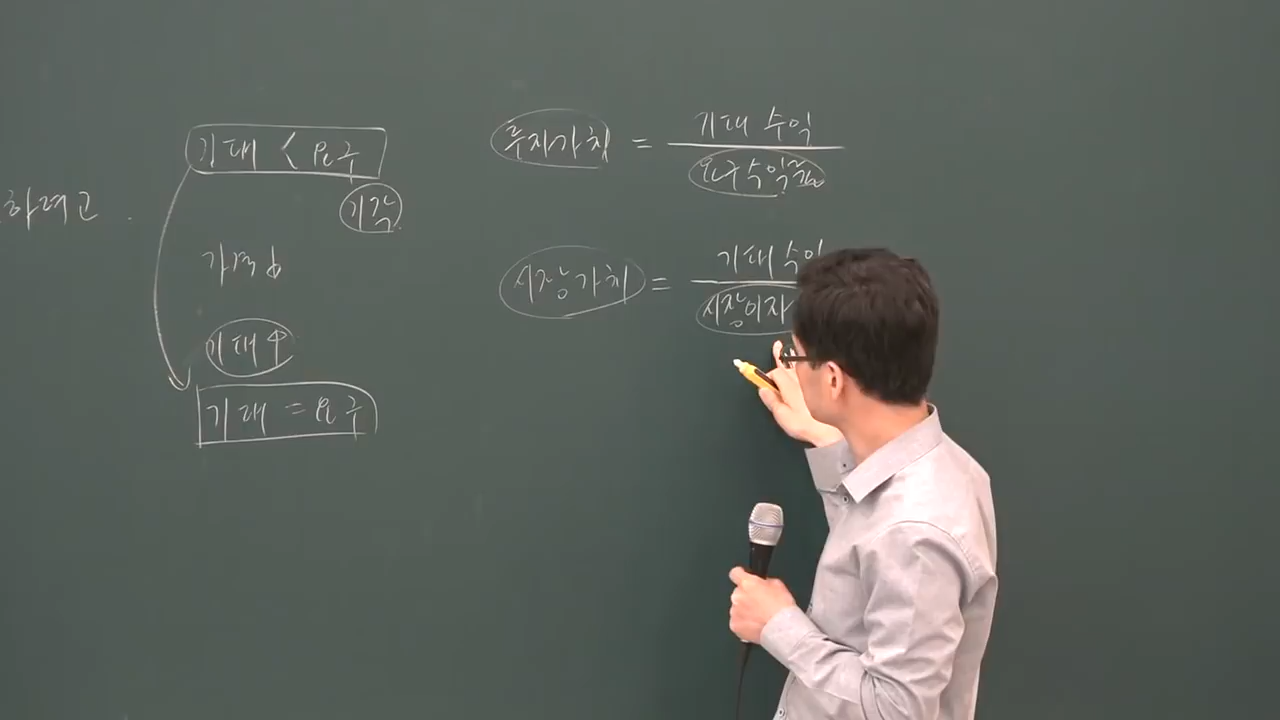 기대 < 요구
기각
하려고.
가격↓
기대↑
기대 = 요구
투자가치 = 기대 수익
요구수익률
시장가치 = 기대 수익
시장이자